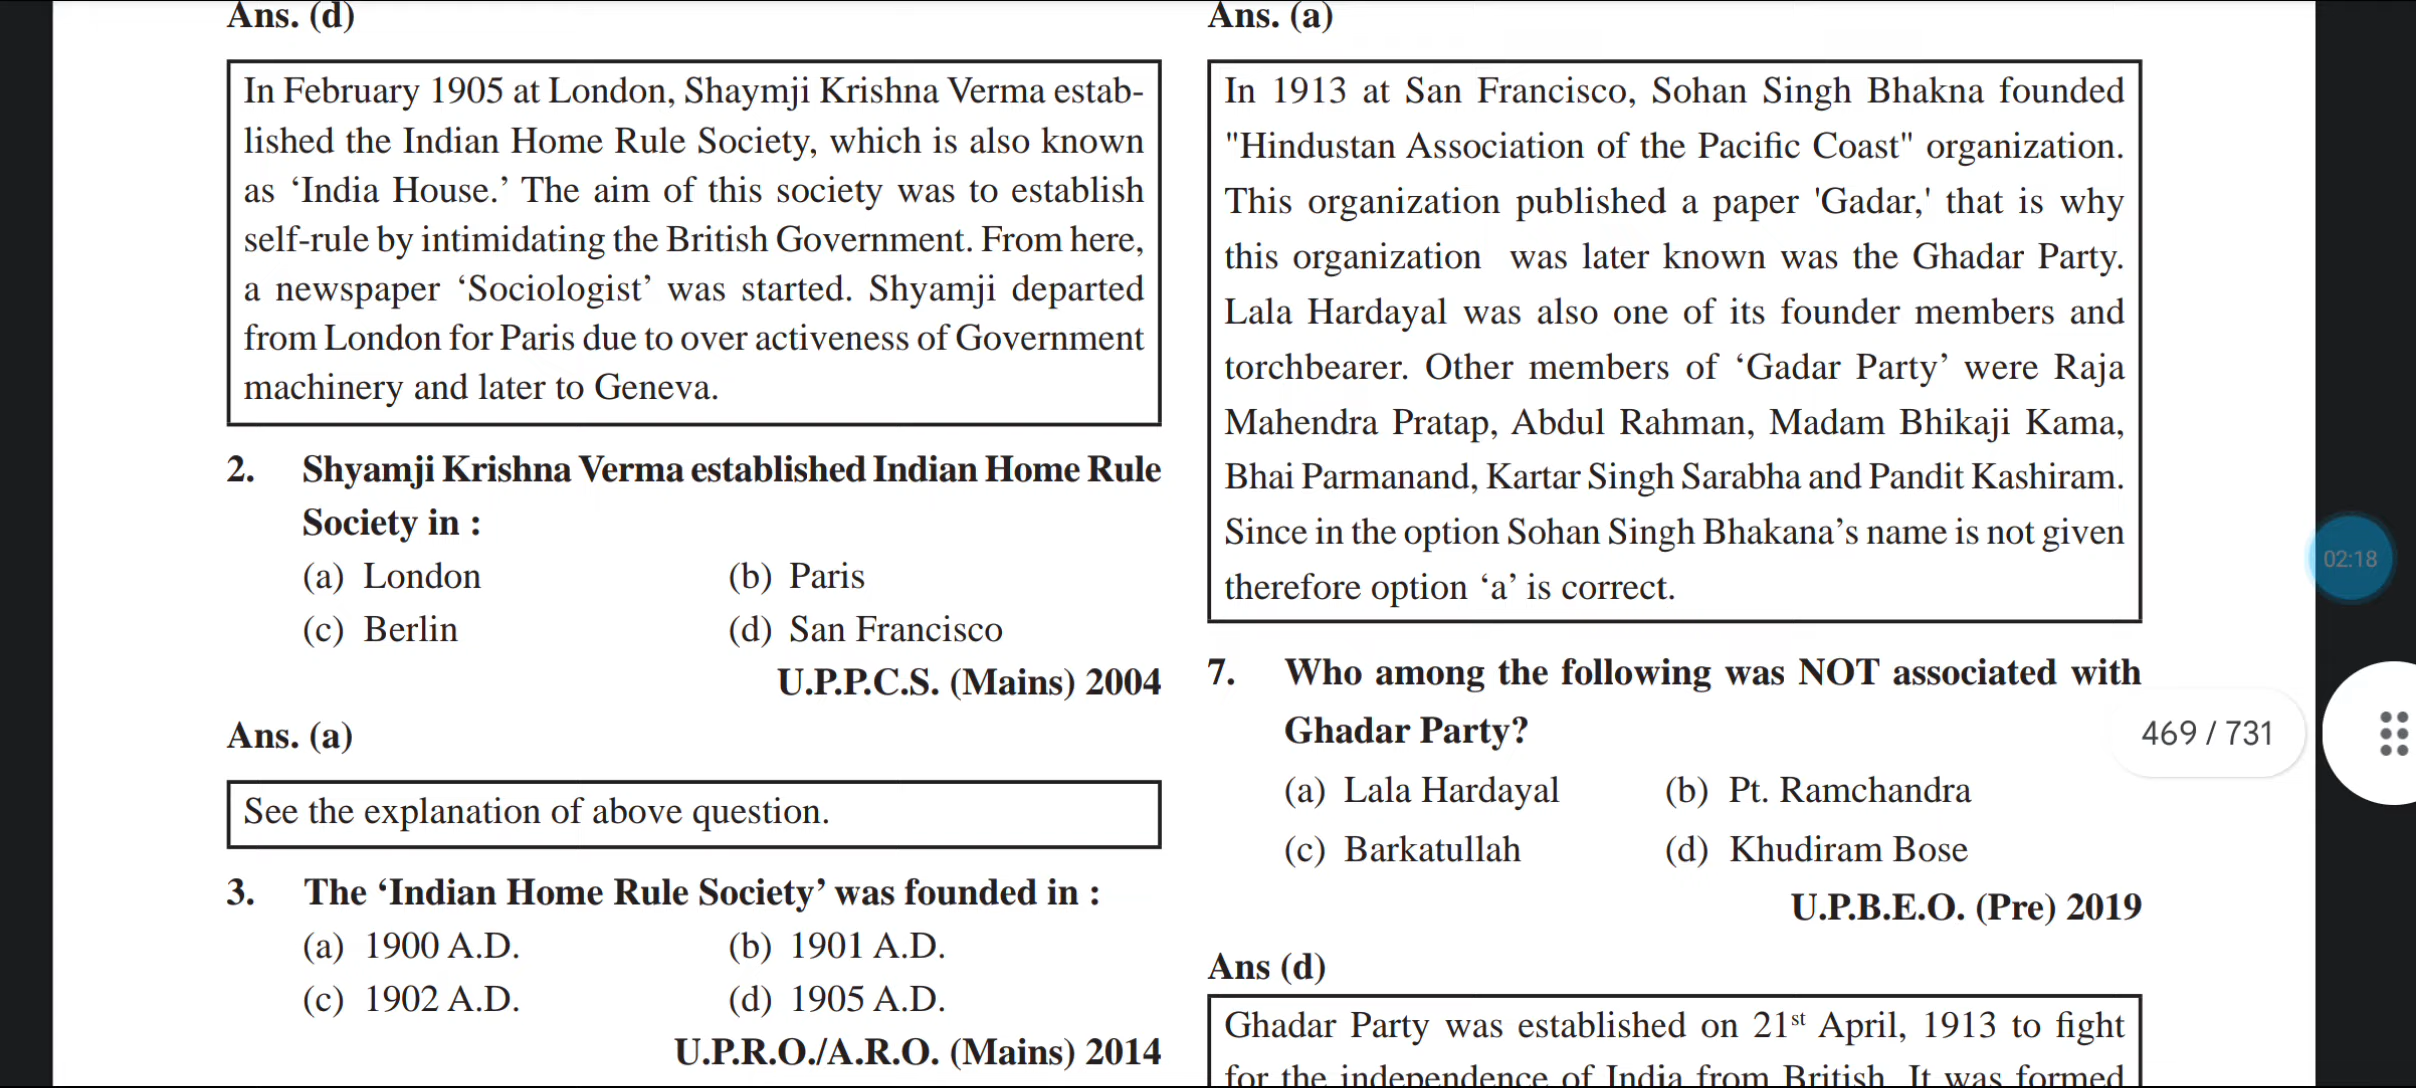 Ans. (d)
In February 1905 at London, Shaymji Krishna Verma estab-
lished the Indian Home Rule Society, which is also known
as ‘India House.’ The aim of this society was to establish
self-rule by intimidating the British Government. From here,
a newspaper ‘Sociologist’ was started. Shyamji departed
from London for Paris due to over activeness of Government
machinery and later to Geneva.
2. Shyamji Krishna Verma established Indian Home Rule
Society in :
(a) London (b) Paris
(c) Berlin (d) San Francisco
U.P.P.C.S. (Mains) 2004
Ans. (a)
See the explanation of above question.
3. The ‘Indian Home Rule Society’ was founded in :
(a) 1900 A.D. (b) 1901 A.D.
(c) 1902 A.D. (d) 1905 A.D.
U.P.R.O./A.R.O. (Mains) 2014
Ans. (a)
In 1913 at San Francisco, Sohan Singh Bhakna founded
"Hindustan Association of the Pacific Coast" organization.
This organization published a paper 'Gadar,' that is why
this organization was later known was the Ghadar Party.
Lala Hardayal was also one of its founder members and
torchbearer. Other members of ‘Gadar Party’ were Raja
Mahendra Pratap, Abdul Rahman, Madam Bhikaji Kama,
Bhai Parmanand, Kartar Singh Sarabha and Pandit Kashiram.
Since in the option Sohan Singh Bhakana’s name is not given
therefore option ‘a’ is correct.
7. Who among the following was NOT associated with
Ghadar Party?
(a) Lala Hardayal (b) Pt. Ramchandra
(c) Barkatullah (d) Khudiram Bose
U.P.B.E.O. (Pre) 2019
Ans (d)
Ghadar Party was established on 21st April, 1913 to fight
for the independence of India from British. It was formed
02:18
469 / 731